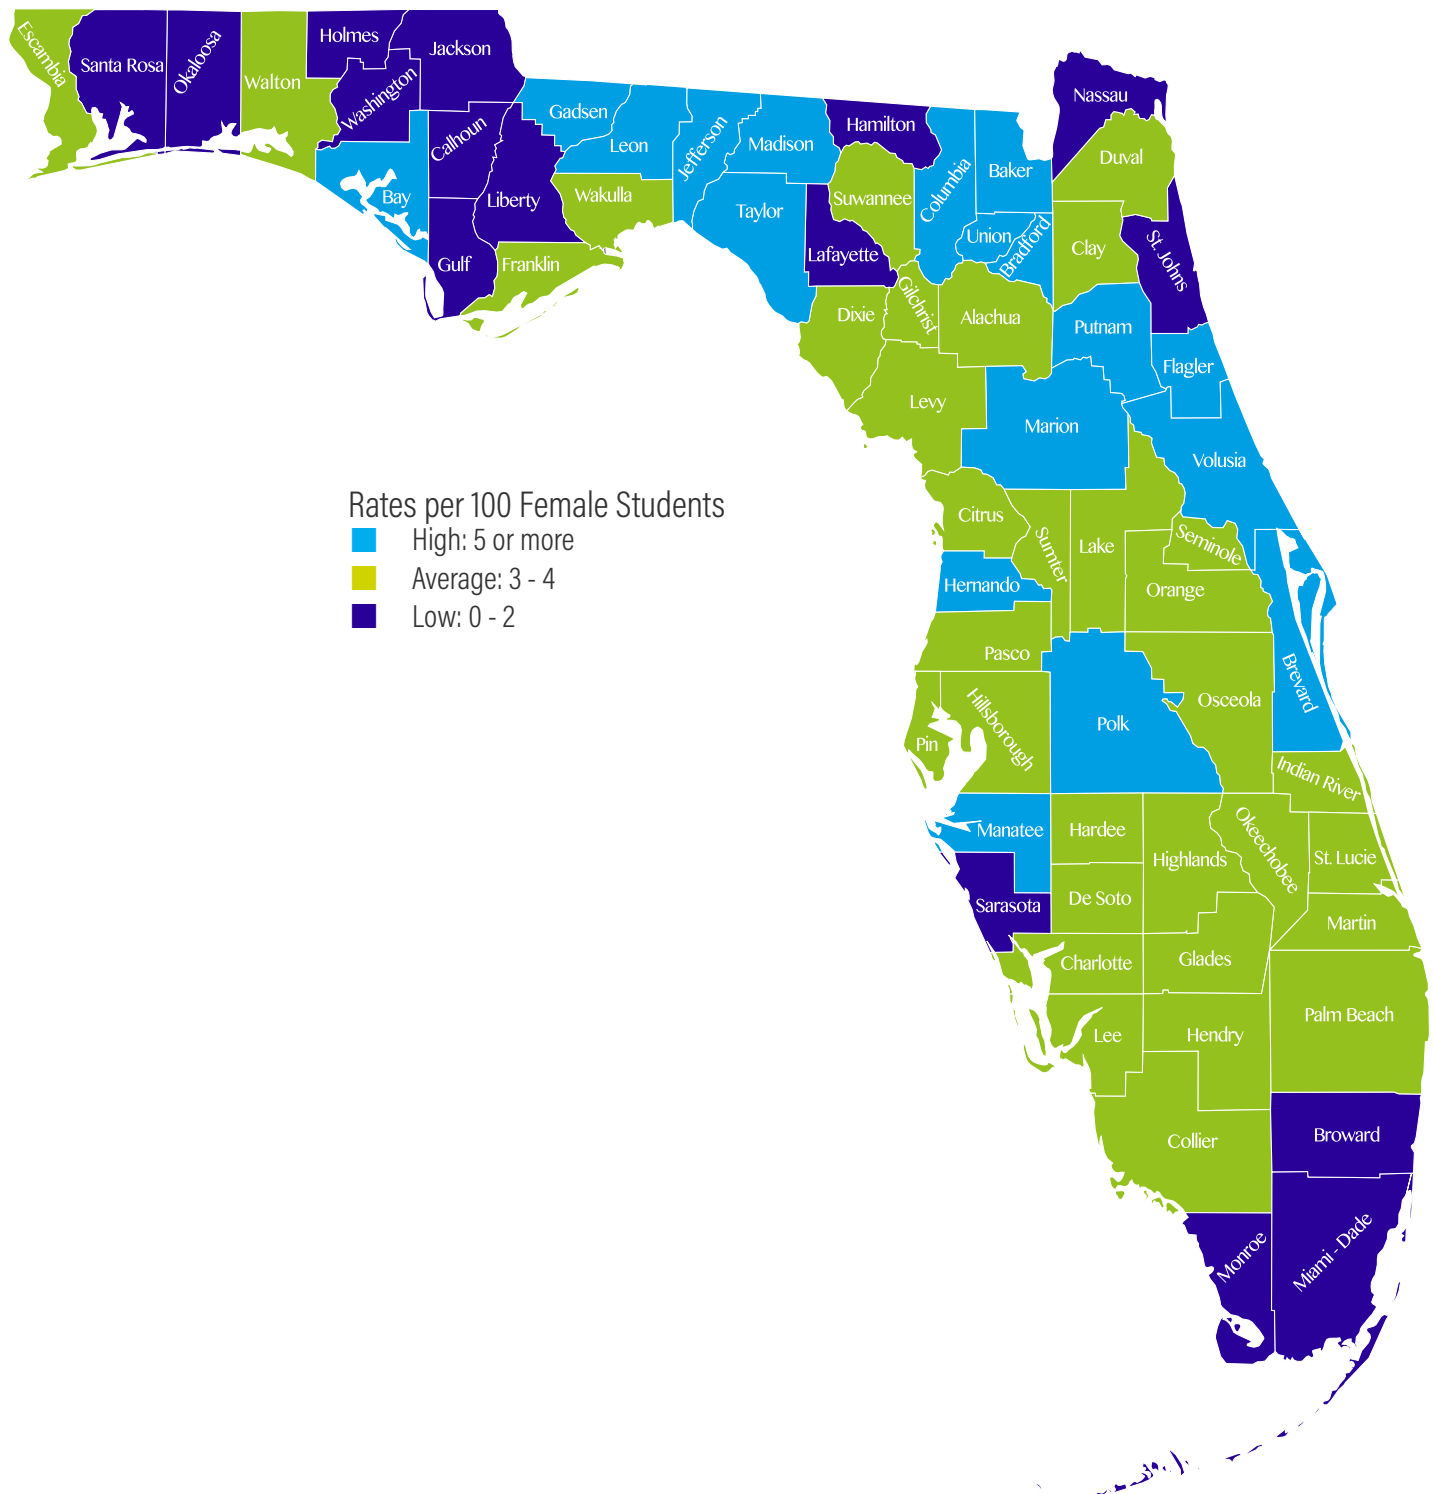 Escambia
Santa Rosa
Okaloosa
Walton
Holmes
Washington
Jackson
Calhoun
Bay
Gulf
Liberty
Franklin
Gadsen
Leon
Wakulla
Jefferson
Madison
Taylor
Hamilton
Suwannee
Lafayette
Columbia
Baker
Union
Bradford
Nassau
Duval
Clay
St. Johns
Dixie
Gilchrist
Alachua
Putnam
Flagler
Levy
Marion
Volusia
Rates per 100 Female Students
High: 5 or more
Average: 3 - 4
Low: 0 - 2
Citrus
Sumter
Lake
Seminole
Orange
Hernando
Pasco
Brevard
Osceola
Polk
Hillsborough
Pin
Indian River
Manatee
Hardee
Highlands
Okeechobee
St. Lucie
Sarasota
De Soto
Martin
Charlotte
Glades
Palm Beach
Lee
Hendry
Collier
Broward
Monroe
Miami - Dade